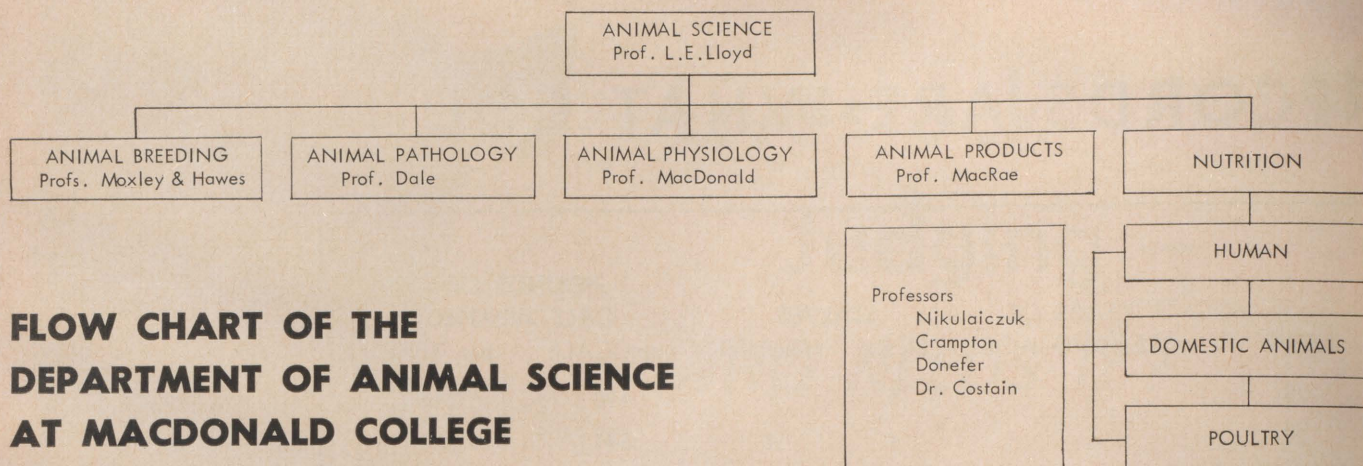 ANIMAL SCIENCE
Prof. L.E.Lloyd
ANIMAL BREEDING
Profs. Moxley & Hawes
ANIMAL PATHOLOGY
Prof. Dale
ANIMAL PHYSIOLOGY
Prof. MacDonald
ANIMAL PRODUCTS
Prof. MacRae
NUTRITION
HUMAN
DOMESTIC ANIMALS
POULTRY
Professors
Nikulaiczuk
Crampton
Donefer
Dr. Costain
FLOW CHART OF THE
DEPARTMENT OF ANIMAL SCIENCE
AT MACDONALD COLLEGE